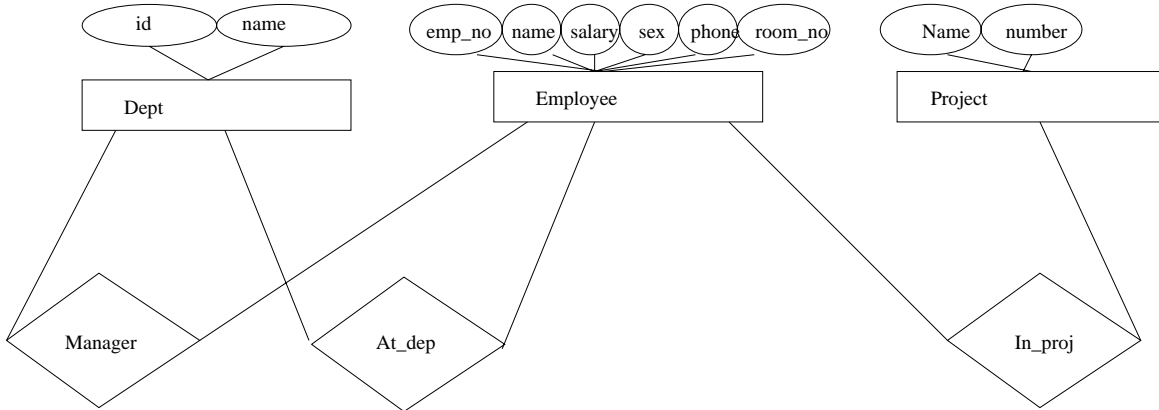 id name emp_no name salary sex phone room_no Name number
Dept Employee Project
Manager At_dep In_proj